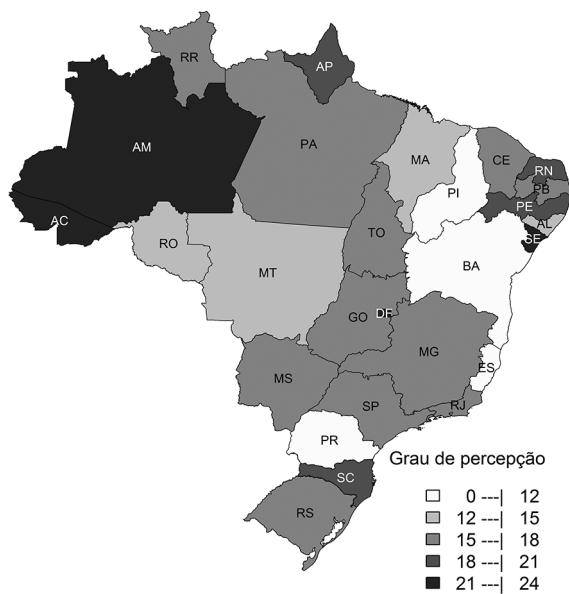 RR
AP
AM
PA
MA
CE
RN
PB
PI
PE
AL
SE
AC
RO
TO
BA
MT
GO
DF
MG
ES
MS
SP
RJ
PR
SC
RS
Grau de percepção
0 ---| 12
12 ---| 15
15 ---| 18
18 ---| 21
21 ---| 24